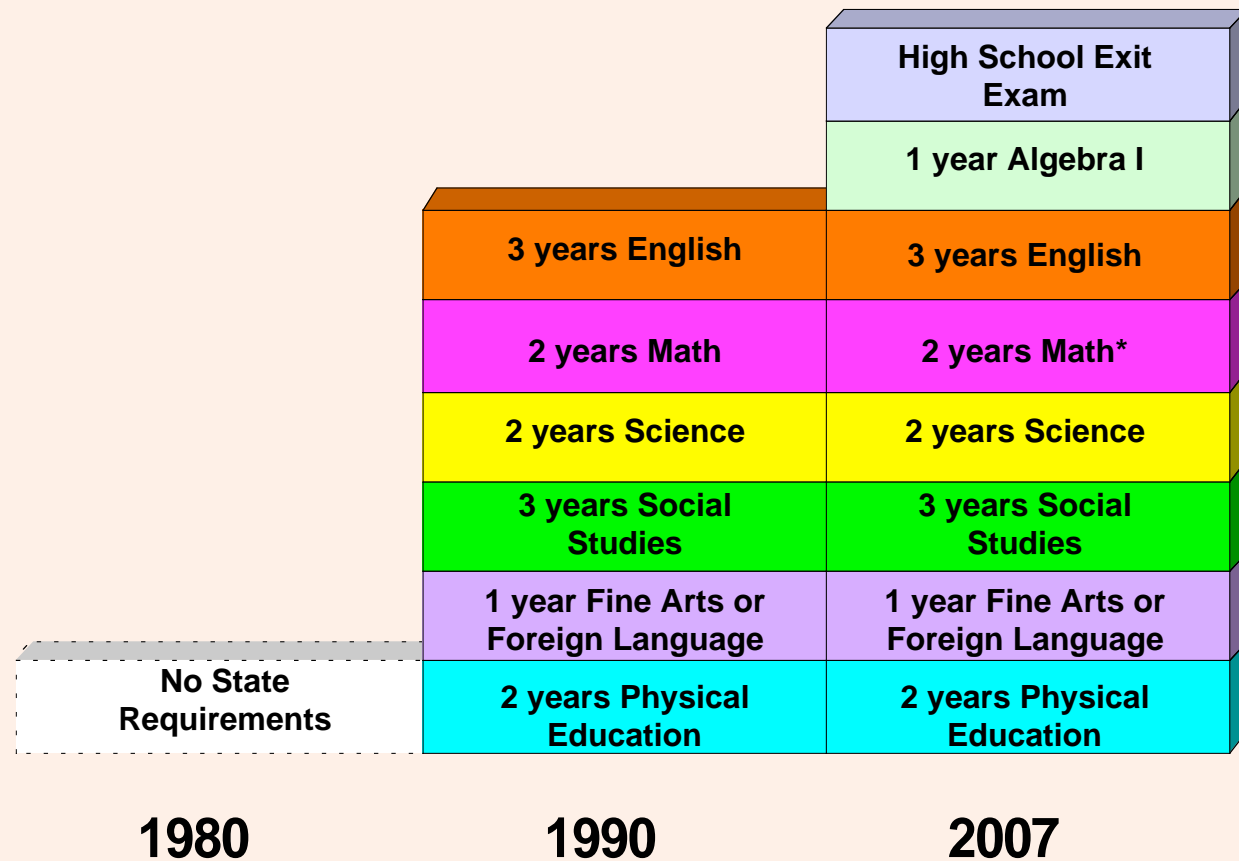 High School Exit
Exam
1 year Algebra I
3 years English
3 years English
2 years Math
2 years Math*
2 years Science
2 years Science
3 years Social
Studies
3 years Social
Studies
1 year Fine Arts or
Foreign Language
1 year Fine Arts or
Foreign Language
No State
Requirements
2 years Physical
Education
2 years Physical
Education
1980
1990
2007